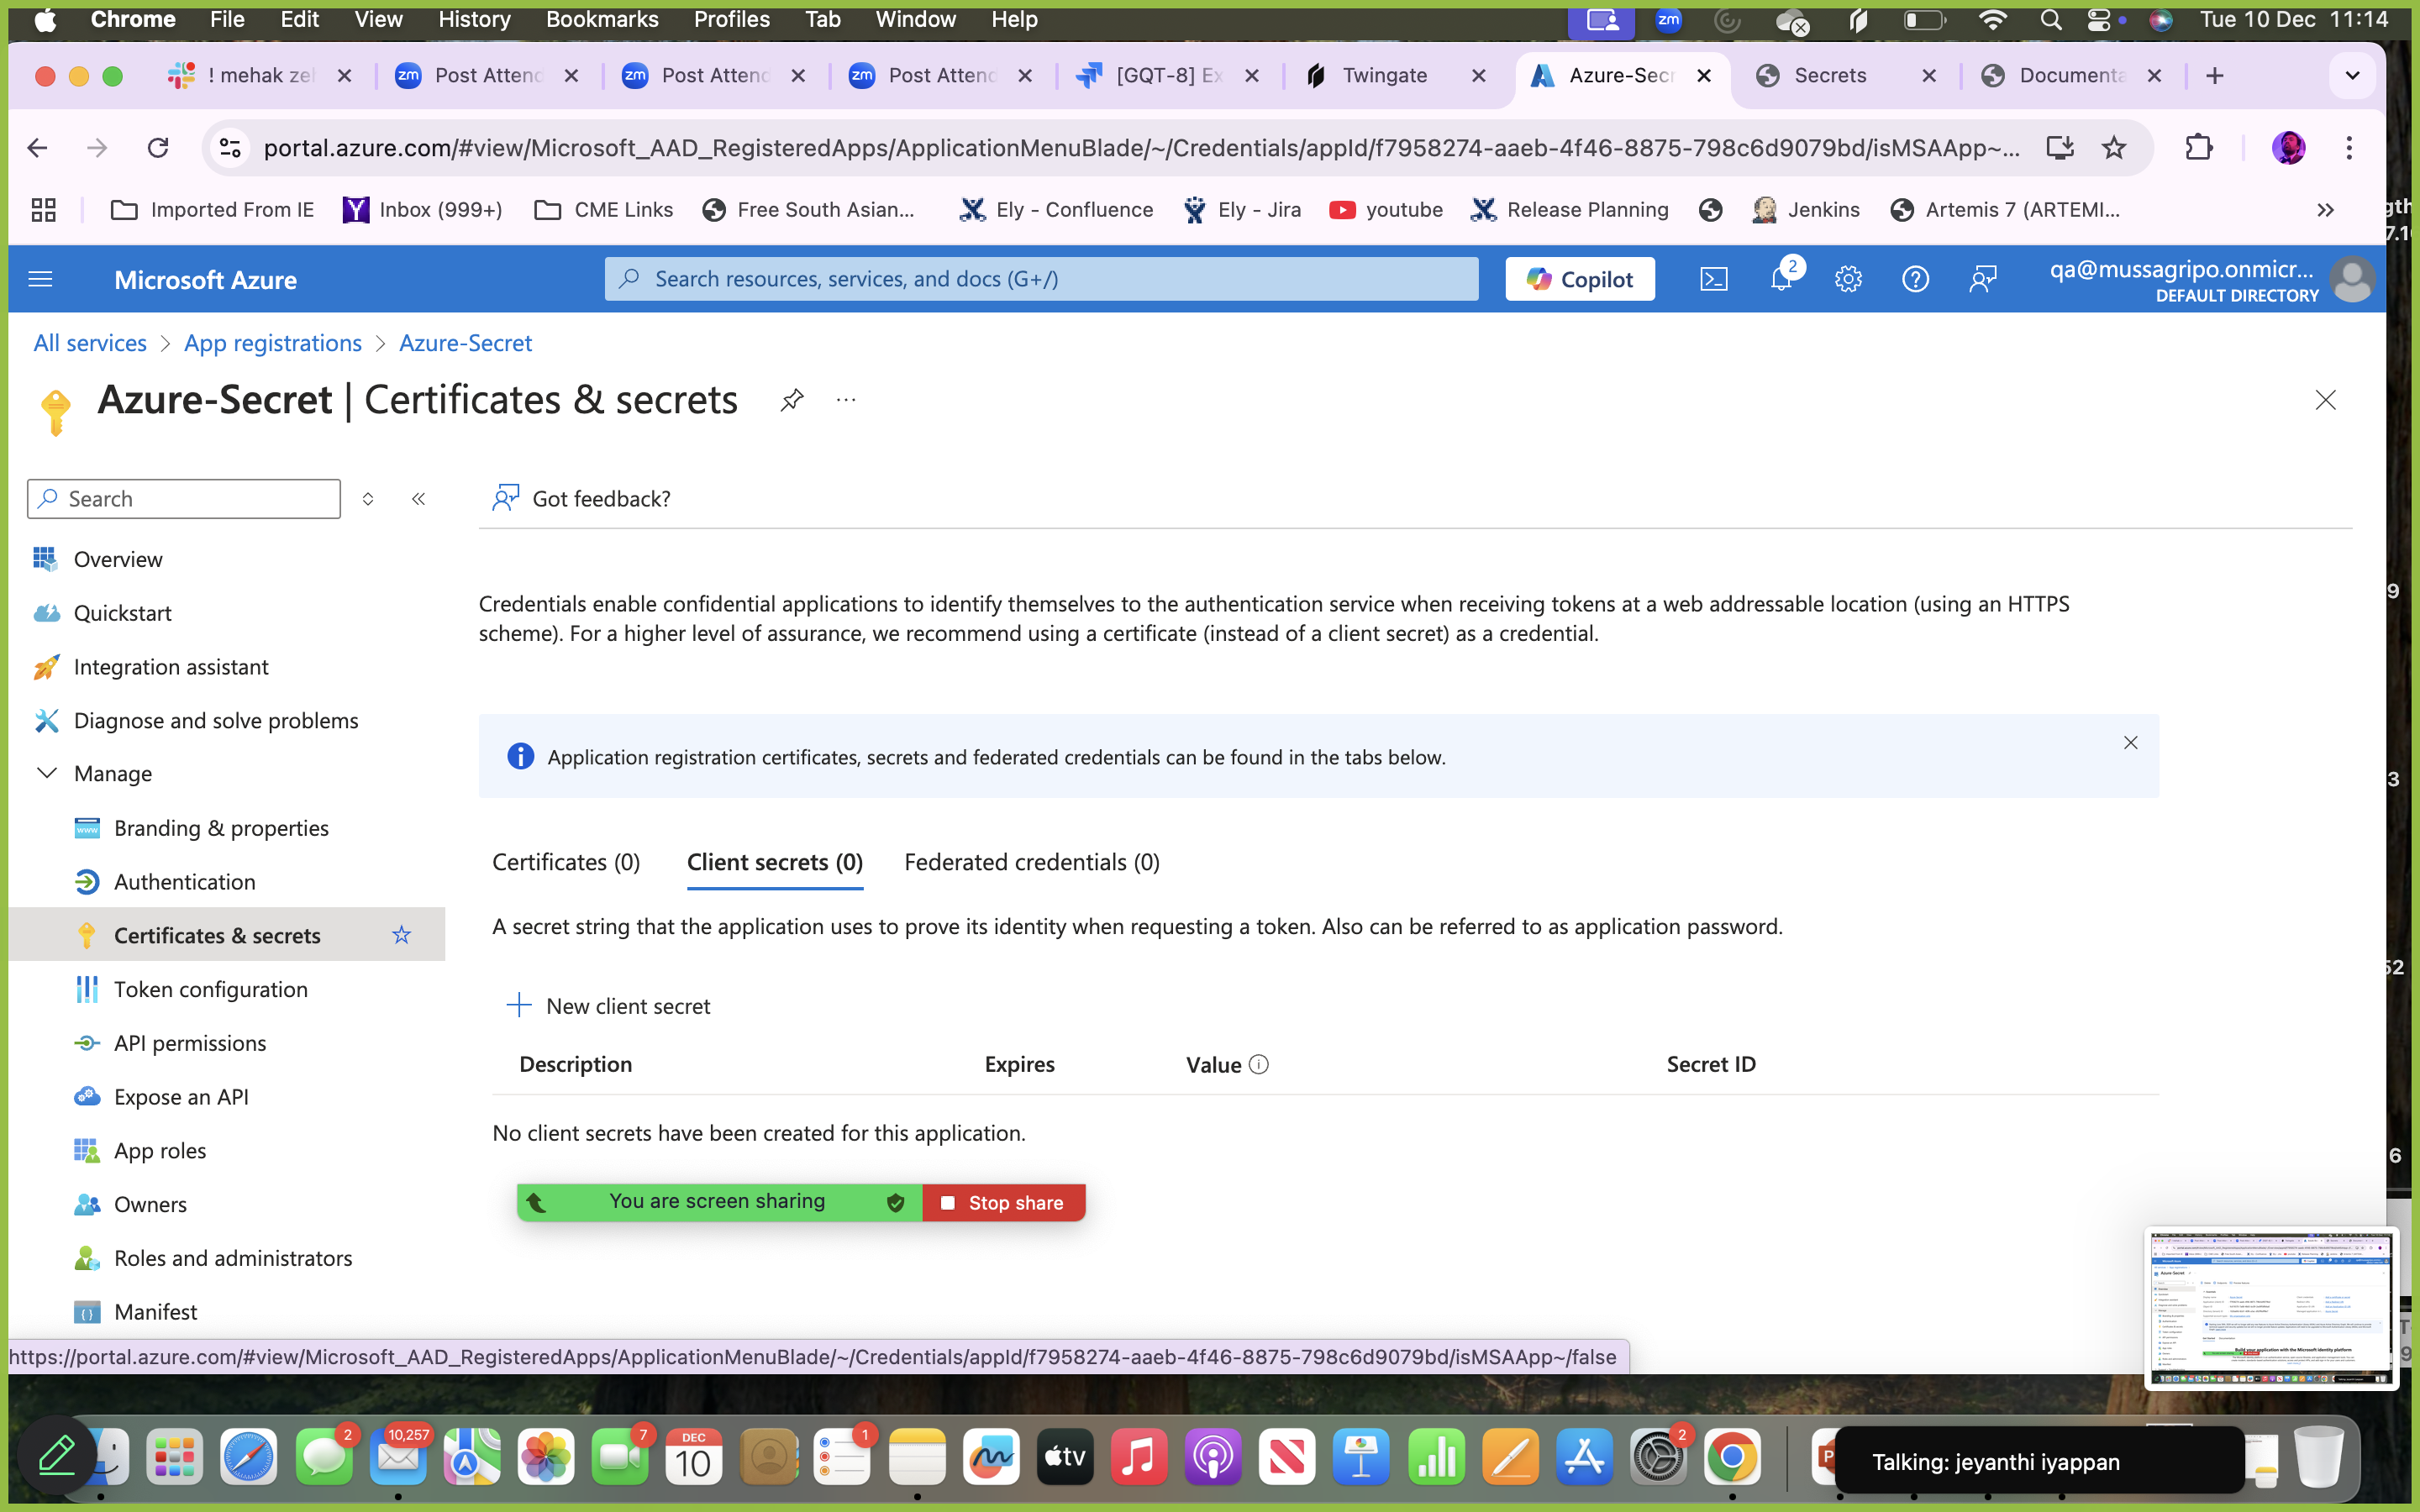 Chrome File Edit View History Bookmarks Profiles Tab Window Help zm Tue 10 Dec 11:14
! mehak ze zm Post Attend zm Post Attend zm Post Attend [GQT-8] Ex Twingate Azure-Secr Secrets Documenta
portal.azure.com/#view/Microsoft_AAD_RegisteredApps/ApplicationMenuBlade/~/Credentials/appId/f7958274-aaeb-4f46-8875-798c6d9079bd/isMSAApp~...
Imported From IE Inbox (999+) CME Links Free South Asian... Ely - Confluence Ely - Jira youtube Release Planning Jenkins Artemis 7 (ARTEMI...
Microsoft Azure
Search resources, services, and docs (G+/)
Copilot
2
qa@mussagripo.onmicr...
DEFAULT DIRECTORY
All services > App registrations > Azure-Secret
Azure-Secret | Certificates & secrets
Search
Got feedback?
Overview
Quickstart
Integration assistant
Diagnose and solve problems
Manage
Branding & properties
Authentication
Certificates & secrets
Token configuration
API permissions
Expose an API
App roles
Owners
Roles and administrators
Manifest
Credentials enable confidential applications to identify themselves to the authentication service when receiving tokens at a web addressable location (using an HTTPS
scheme). For a higher level of assurance, we recommend using a certificate (instead of a client secret) as a credential.
Application registration certificates, secrets and federated credentials can be found in the tabs below.
Certificates (0) Client secrets (0) Federated credentials (0)
A secret string that the application uses to prove its identity when requesting a token. Also can be referred to as application password.
New client secret
Description Expires Value Secret ID
No client secrets have been created for this application.
You are screen sharing Stop share
https://portal.azure.com/#view/Microsoft_AAD_RegisteredApps/ApplicationMenuBlade/~/Credentials/appId/f7958274-aaeb-4f46-8875-798c6d9079bd/isMSAApp~/false
2 10,257 7 DEC 10 1 tv 2
Talking: jeyanthi iyappan